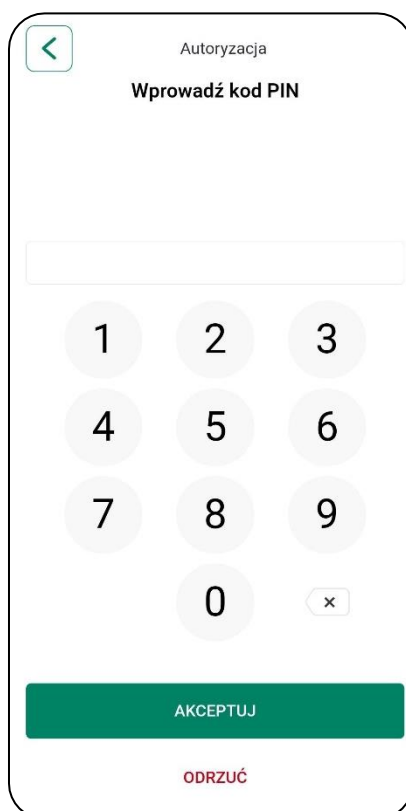 Autoryzacja
Wprowadź kod PIN
1 2 3
4 5 6
7 8 9
0
AKCEPTUJ
ODRZUĆ